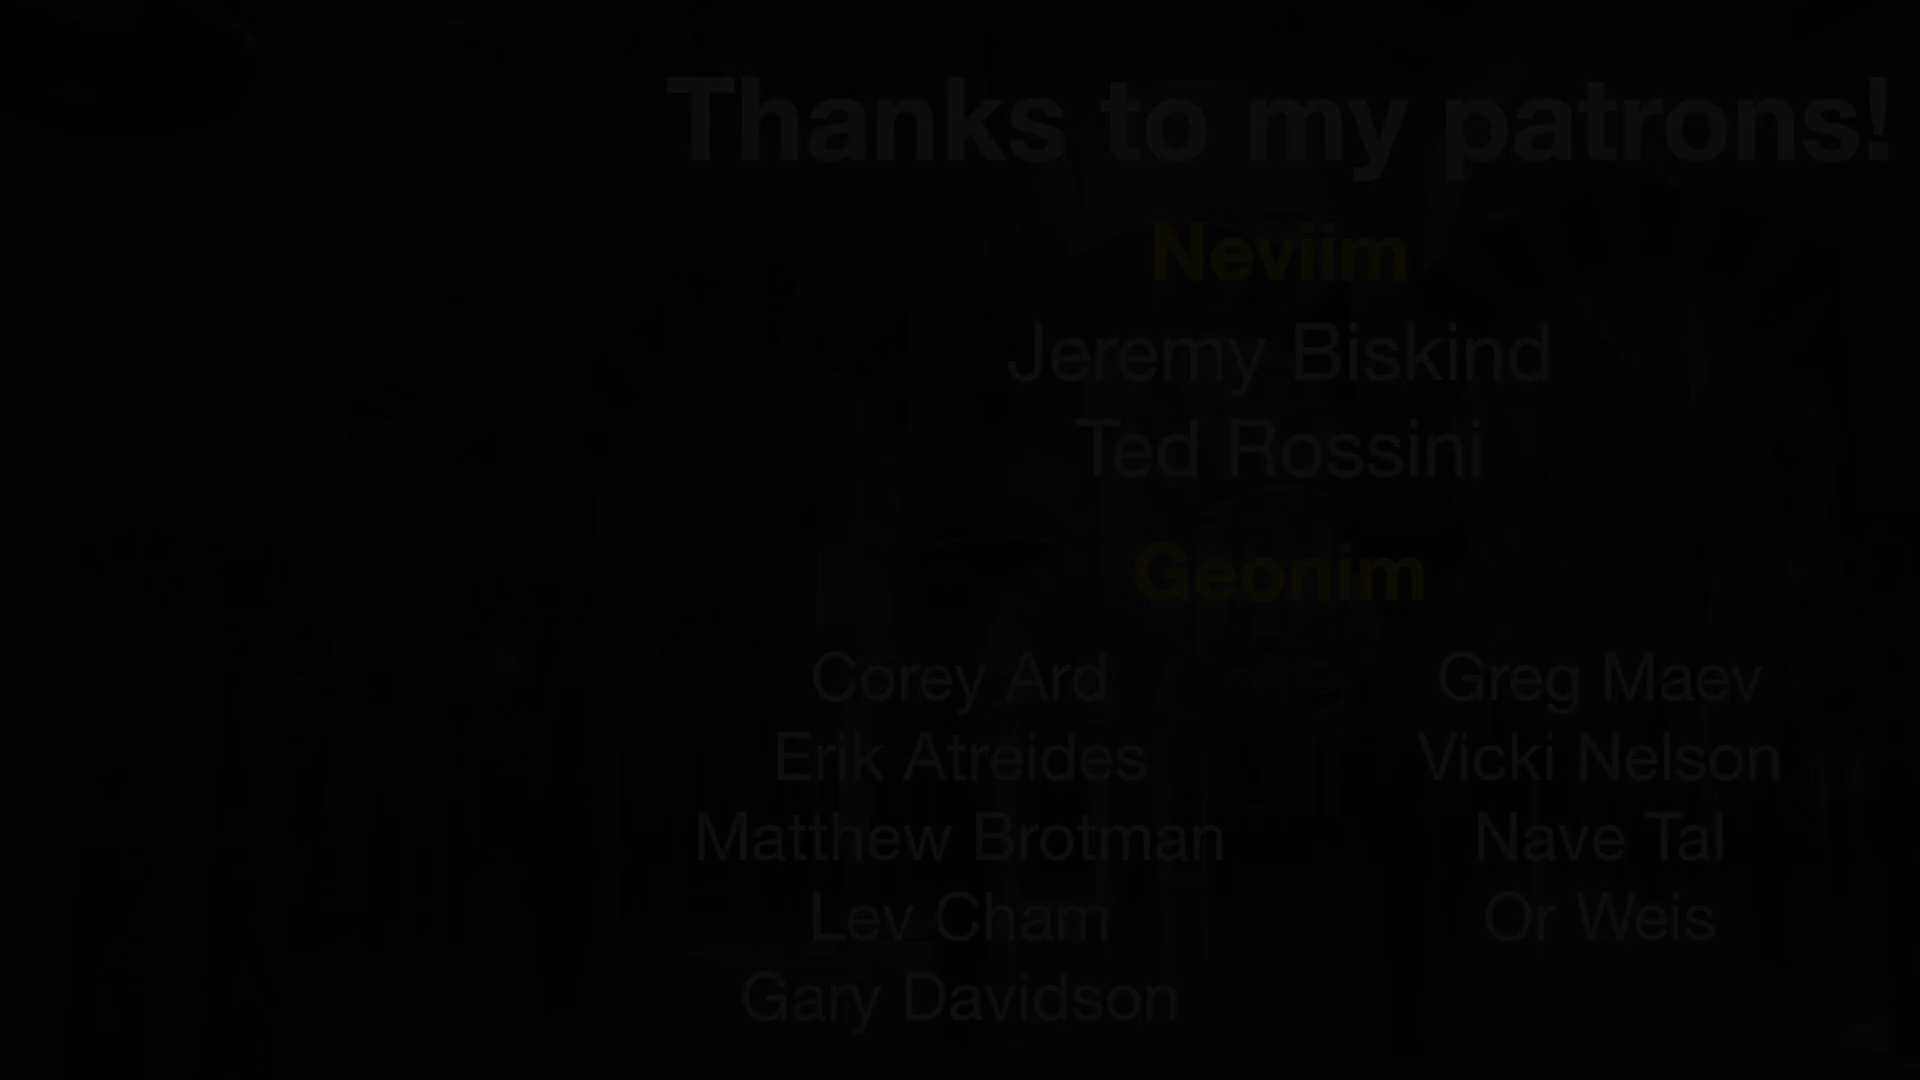 Thanks to my patrons!
Neviim
Jeremy Biskind
Ted Rossini
Geonim
Corey Ard
Erik Atreides
Matthew Brotman
Lev Cham
Gary Davidson
Greg Maev
Vicki Nelson
Nave Tal
Or Weis